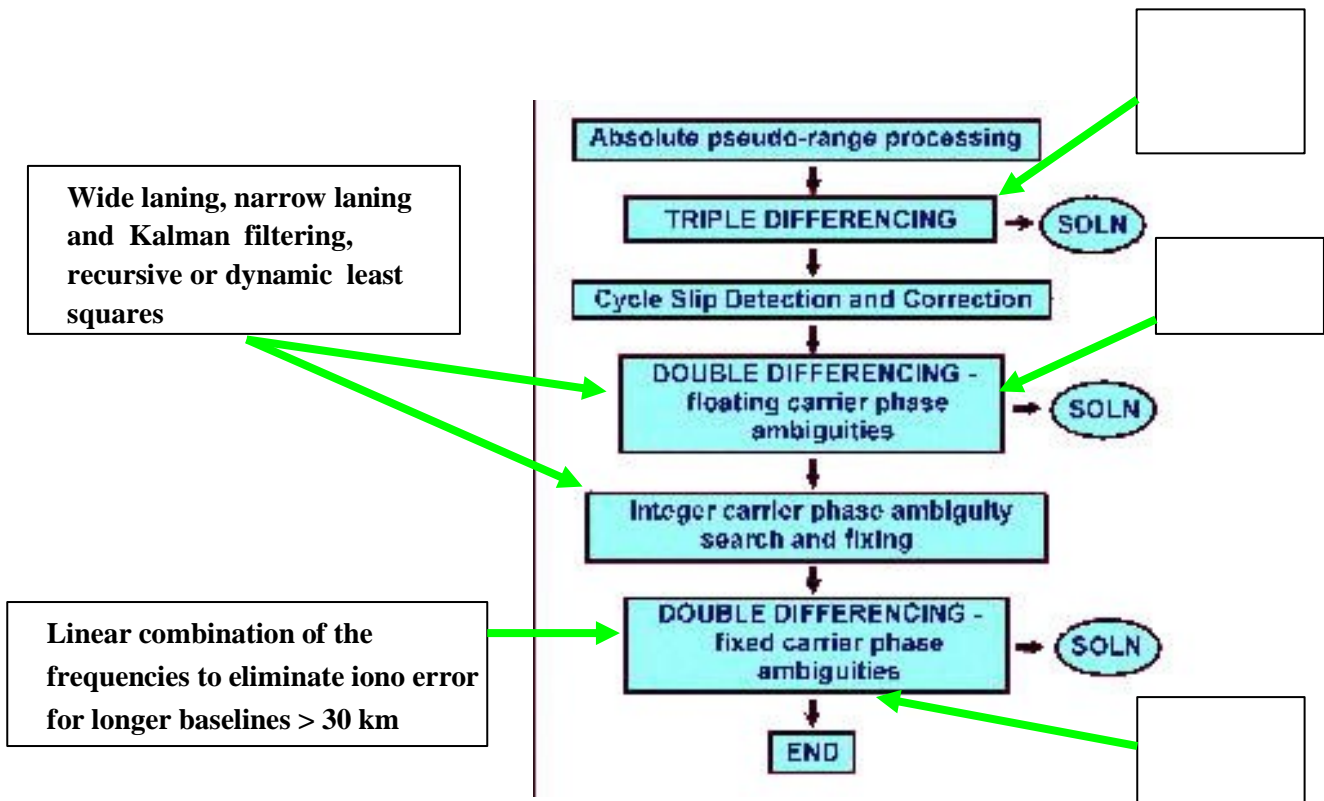 Absolute pseudo-range processing
TRIPLE DIFFERENCING
SOLN
Wide laning, narrow laning
and Kalman filtering,
recursive or dynamic least
squares
Cycle Slip Detection and Correction
DOUBLE DIFFERENCING -
floating carrier phase
ambiguities
SOLN
Integer carrier phase ambiguity
search and fixing
Linear combination of the
frequencies to eliminate iono error
for longer baselines > 30 km
DOUBLE DIFFERENCING -
fixed carrier phase
ambiguities
SOLN
END